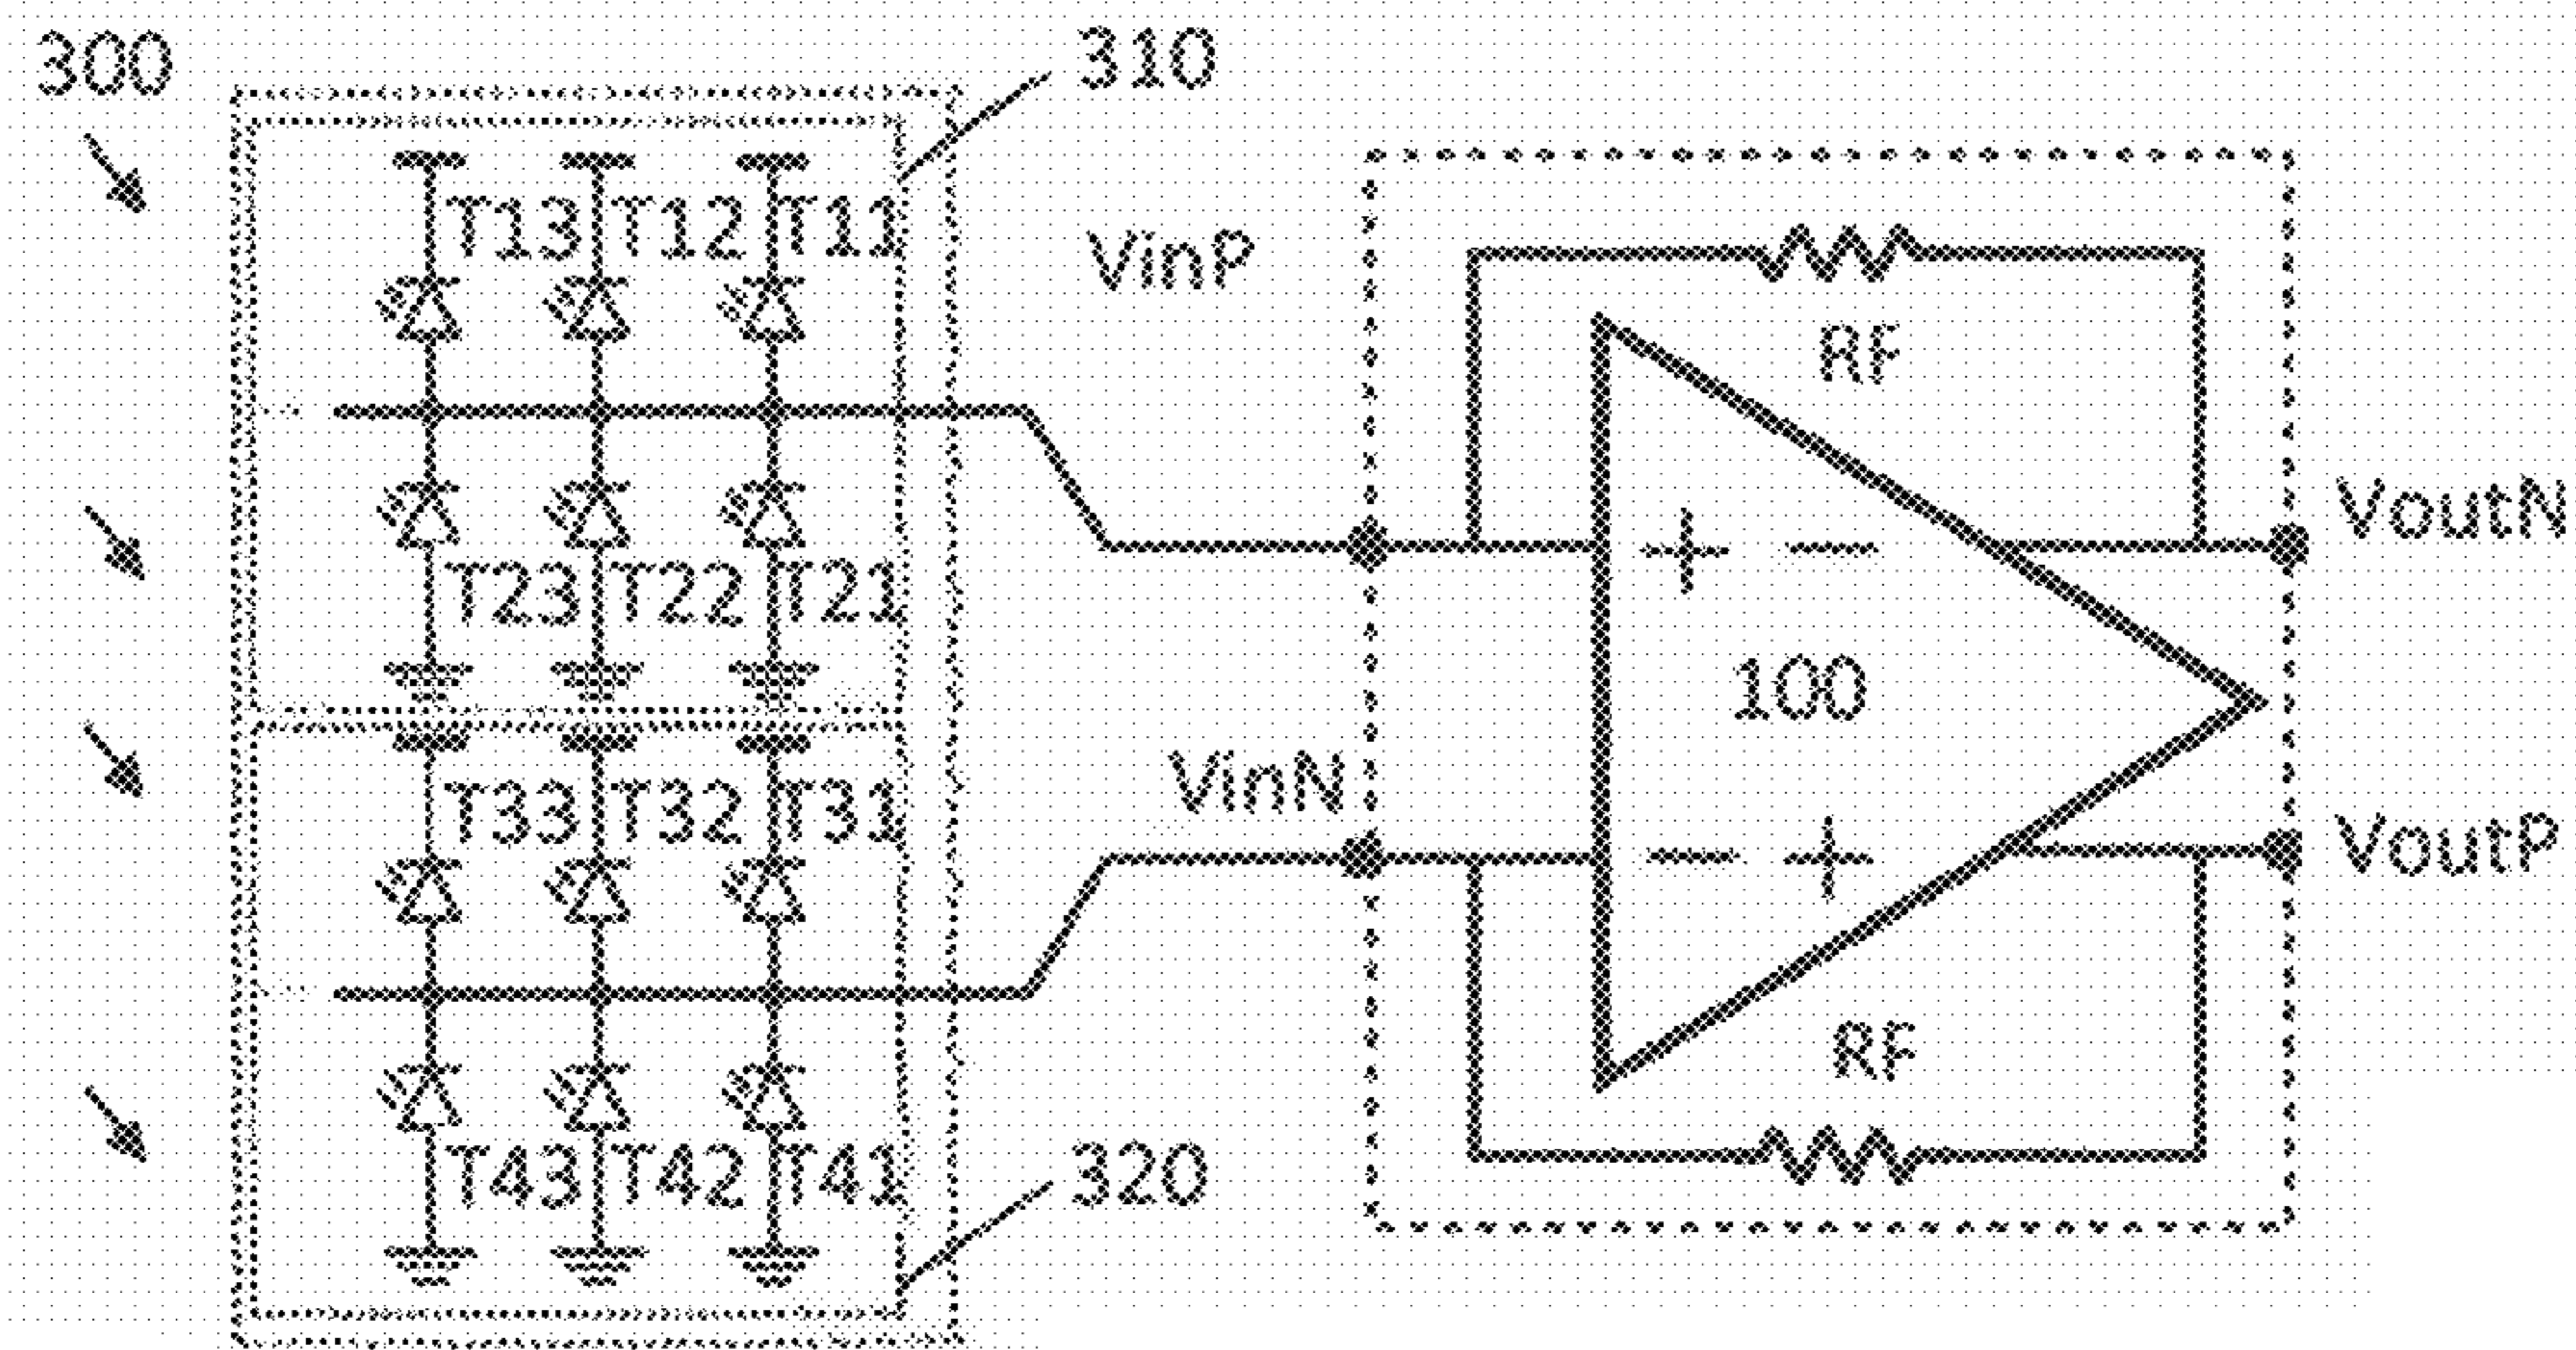 300
310
T13 T12 T11
VinP
RF
VoutN
T23 T22 T21
100
VinN
T33 T32 T31
VoutP
RF
T43 T42 T41
320